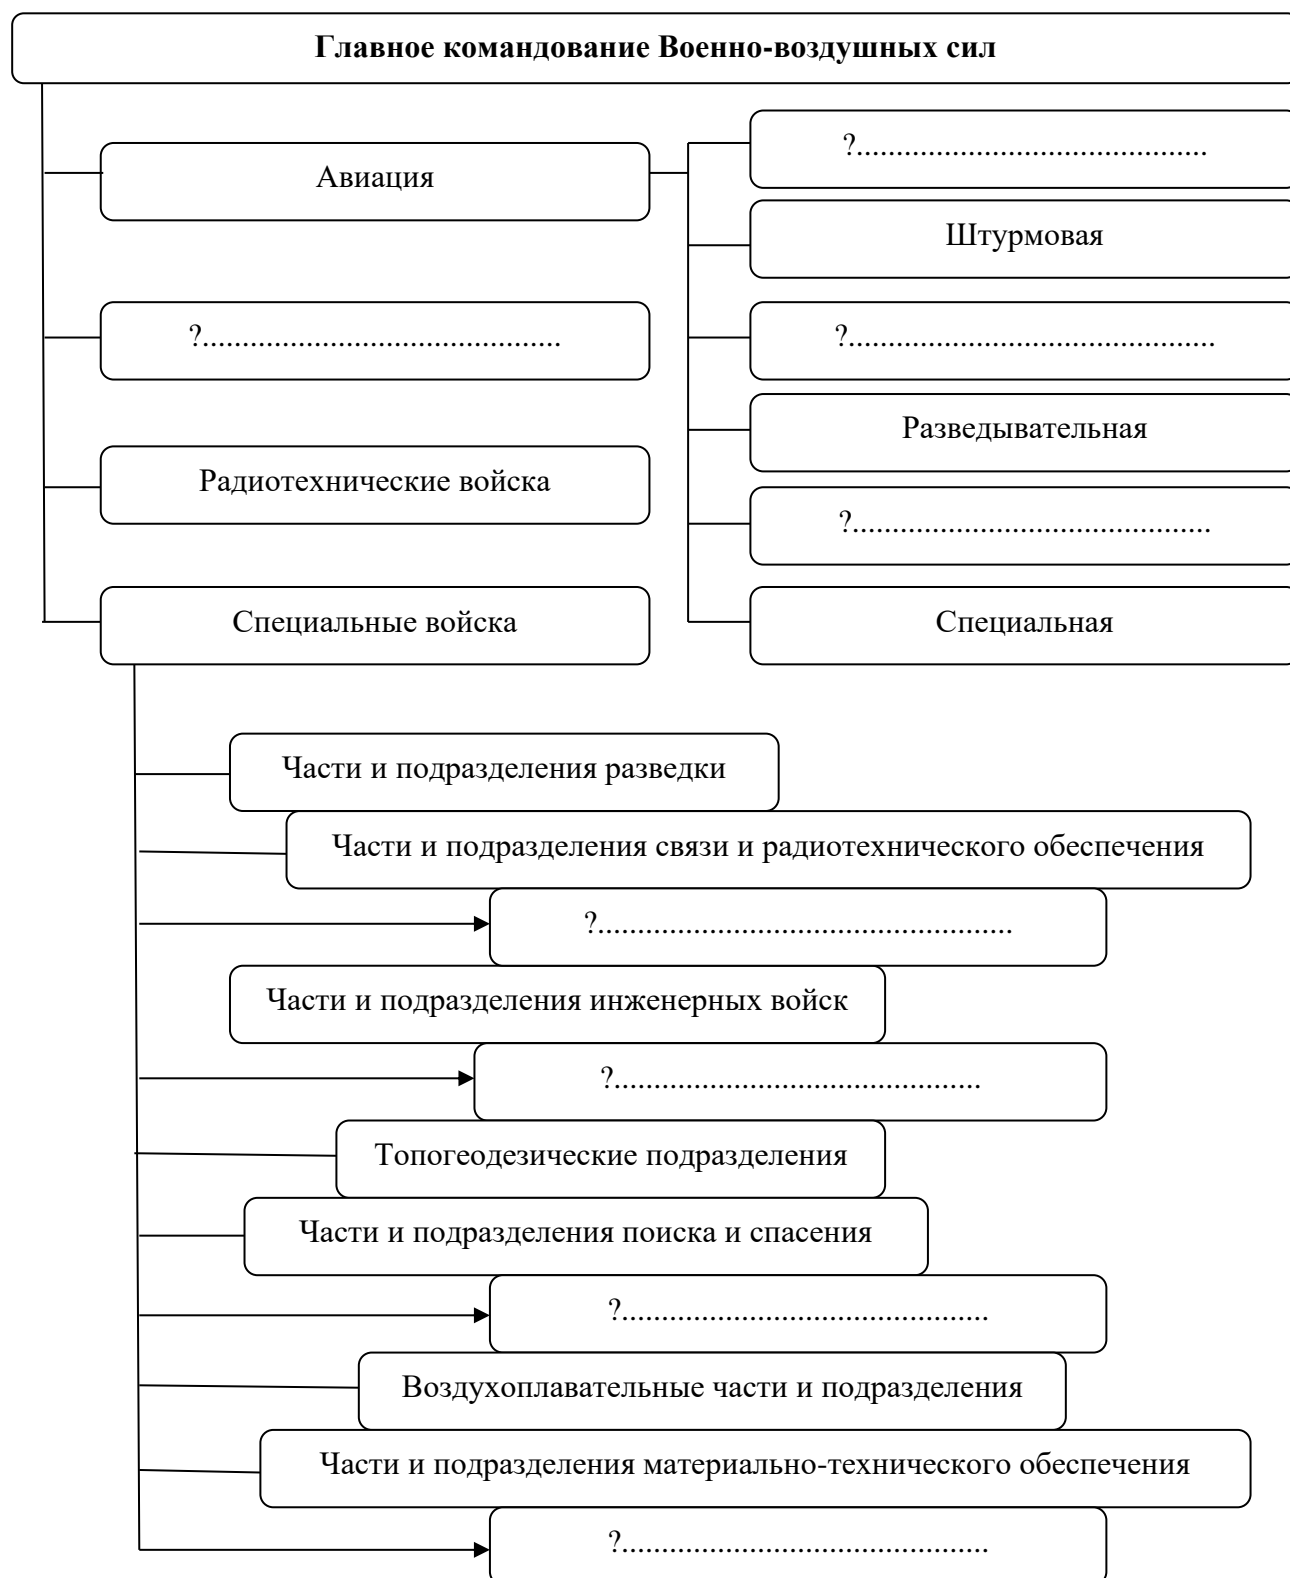 Главное командование Военно-воздушных сил
Авиация
?............................................
Штурмовая
?.............................................
?..............................................
Разведывательная
Радиотехнические войска
?.............................................
Специальные войска
Специальная
Части и подразделения разведки
Части и подразделения связи и радиотехнического обеспечения
?....................................................
Части и подразделения инженерных войск
?..............................................
Топогеодезические подразделения
Части и подразделения поиска и спасения
?..............................................
Воздухоплавательные части и подразделения
Части и подразделения материально-технического обеспечения
?..............................................